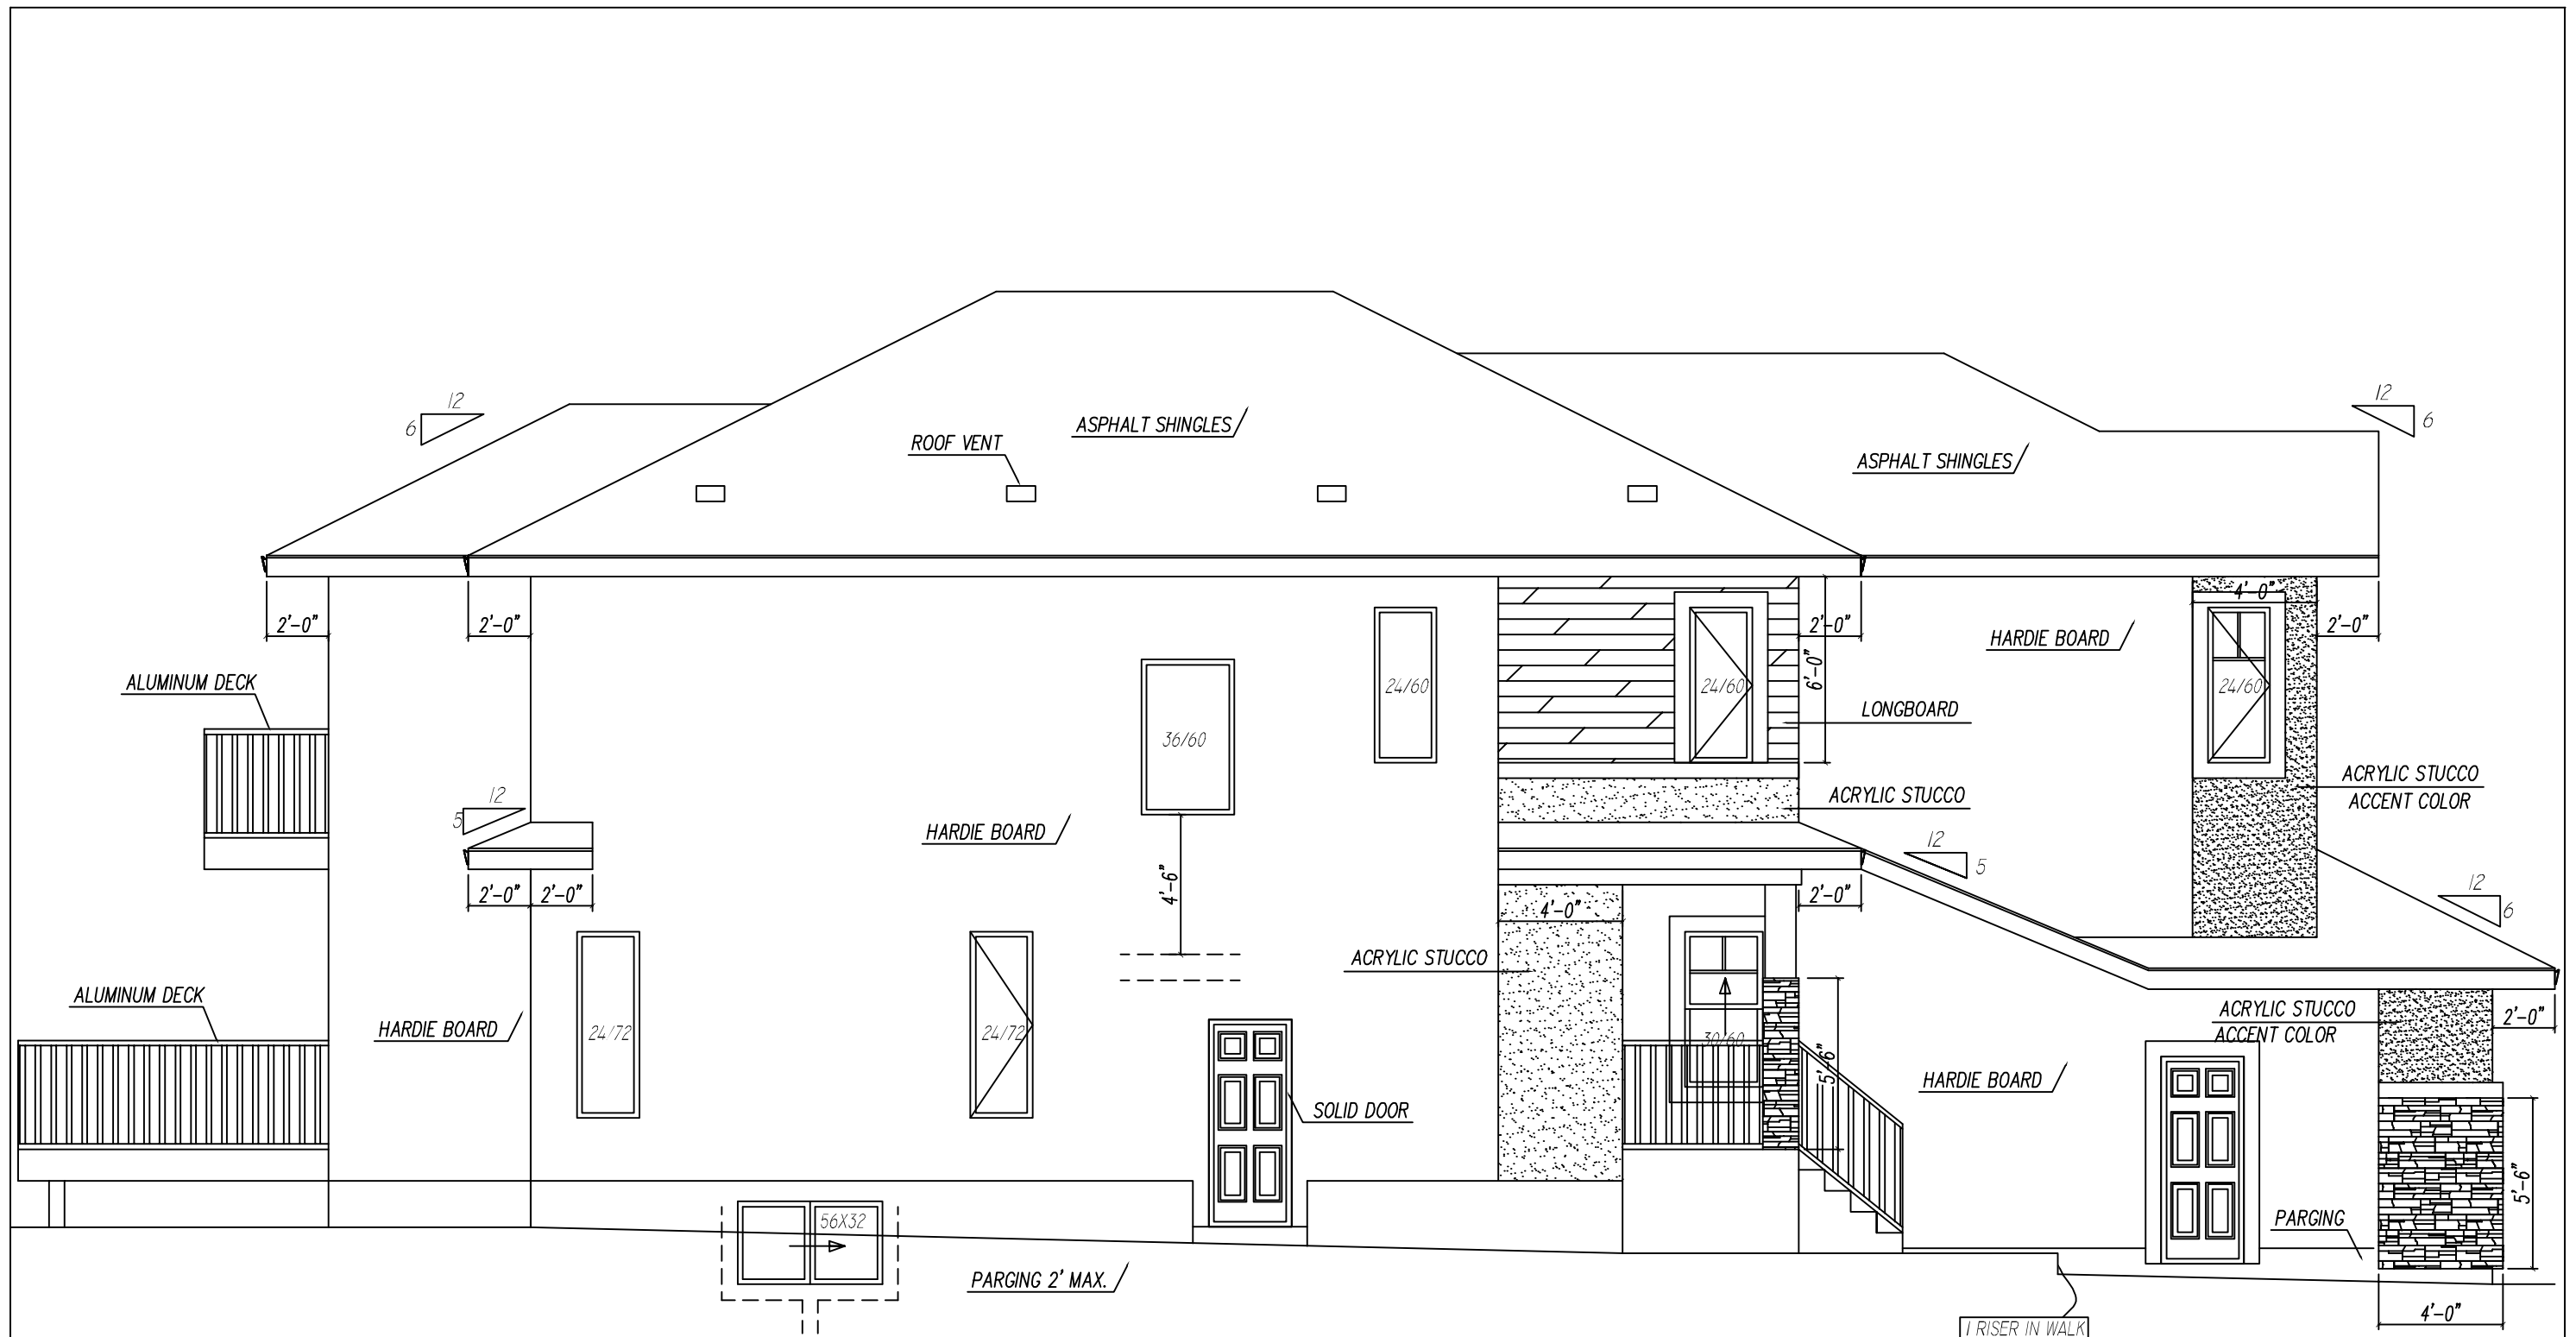 12
6
12
6
ASPHALT SHINGLES
ROOF VENT
ASPHALT SHINGLES
2'-0"
2'-0"
2'-0"
4'-0"
2'-0"
HARDIE BOARD
6'-0"
24/60
24/60
24/60
ALUMINUM DECK
LONGBOARD
36/60
ACRYLIC STUCCO
ACCENT COLOR
12
5
ACRYLIC STUCCO
HARDIE BOARD
12
5
4'-6"
2'-0"
2'-0"
2'-0"
12
6
4'-0"
ACRYLIC STUCCO
ALUMINUM DECK
HARDIE BOARD
24/72
24/72
30/60
5'-6"
ACRYLIC STUCCO
ACCENT COLOR
2'-0"
HARDIE BOARD
SOLID DOOR
5'-6"
56X32
PARGING
PARGING 2' MAX.
4'-0"
1 RISER IN WALK